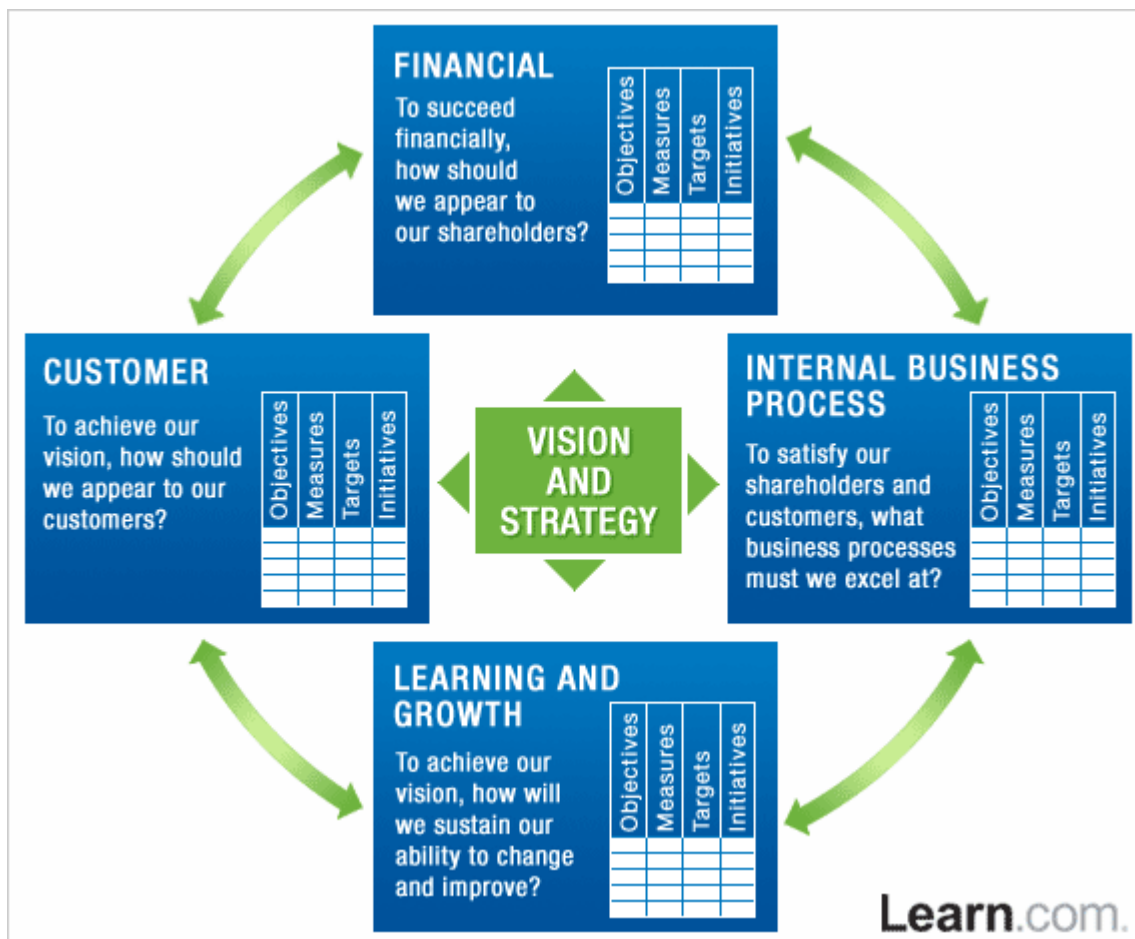 FINANCIAL
To succeed
financially,
how should
we appear to
our shareholders?
Objectives
Measures
Targets
Initiatives
CUSTOMER
To achieve our
vision, how should
we appear to our
customers?
Objectives
Measures
Targets
Initiatives
VISION
AND
STRATEGY
INTERNAL BUSINESS
PROCESS
To satisfy our
shareholders and
customers, what
business processes
must we excel at?
Objectives
Measures
Targets
Initiatives
LEARNING AND
GROWTH
To achieve our
vision, how will
we sustain our
ability to change
and improve?
Objectives
Measures
Targets
Initiatives
Learn.com.